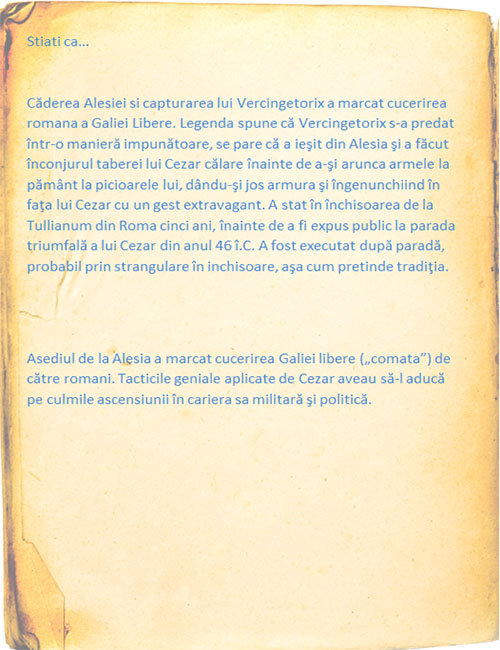 Stiati ca...
Căderea Alesiei si capturarea lui Vercingetorix a marcat cucerirea
romana a Galiei Libere. Legenda spune că Vercingetorix s-a predat
într-o manieră impunătoare, se pare că a ieşit din Alesia şi a făcut
înconjurul taberei lui Cezar călare înainte de a-şi arunca armele la
pământ la picioarele lui, dându-şi jos armura şi îngenunchiind în
faţa lui Cezar cu un gest extravagant. A stat în închisoarea de la
Tullianum din Roma cinci ani, înainte de a fi expus public la parada
triumfală a lui Cezar din anul 46 î.C. A fost executat după paradă,
probabil prin strangulare în inchisoare, aşa cum pretinde tradiţia.
Asediul de la Alesia a marcat cucerirea Galiei libere („comata”) de
către romani. Tacticile geniale aplicate de Cezar aveau să-l aducă
pe culmile ascensiunii în cariera sa militară şi politică.